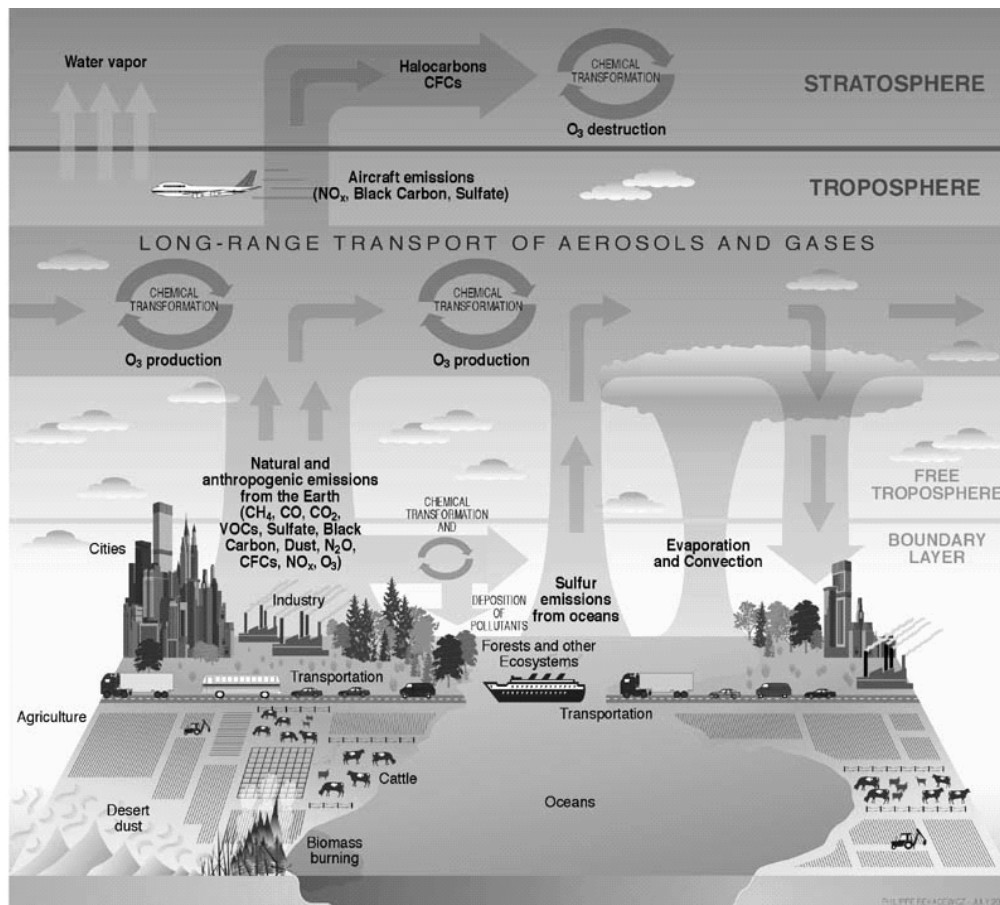 Water vapor
Halocarbons
CFCs
CHEMICAL
TRANSFORMATION
O₃ destruction
STRATOSPHERE
Aircraft emissions
(NOₓ, Black Carbon, Sulfate)
TROPOSPHERE
LONG-RANGE TRANSPORT OF AEROSOLS AND GASES
CHEMICAL
TRANSFORMATION
O₃ production
CHEMICAL
TRANSFORMATION
O₃ production
Natural and
anthropogenic emissions
from the Earth
(CH₄, CO, CO₂,
VOCs, Sulfate, Black
Carbon, Dust, N₂O,
CFCs, NOₓ, O₃)
CHEMICAL
TRANSFORMATION
AND
DEPOSITION
OF
POLLUTANTS
FREE
TROPOSPHERE
BOUNDARY
LAYER
Evaporation
and Convection
Sulfur
emissions
from oceans
Cities
Industry
Forests and other
Ecosystems
Transportation
Transportation
Agriculture
Cattle
Oceans
Desert
dust
Biomass
burning